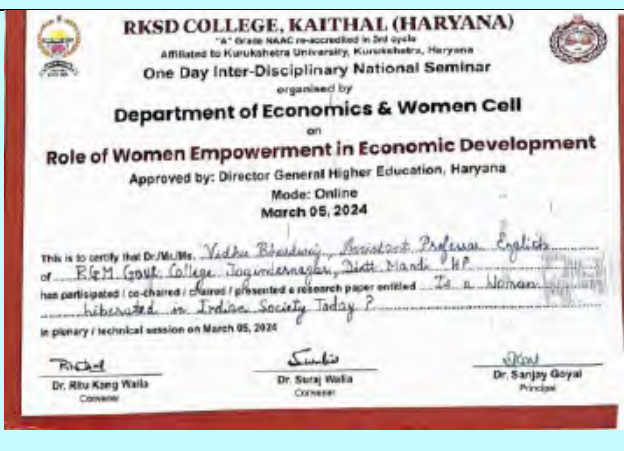 RKSD COLLEGE, KAITHAL (HARYANA)
"A" Grade NAAC re-accredited in 3rd cycle
Affiliated to Kurukshetra University, Kurukshetra, Haryana
One Day Inter-Disciplinary National Seminar
organised by
Department of Economics & Women Cell
on
Role of Women Empowerment in Economic Development
Approved by: Director General Higher Education, Haryana
Mode: Online
March 05, 2024
This is to certify that Dr./Mr./Ms. Vidhu Bhardwaj, Assistant Professor English
of RGM Govt. College Jogindernagar, Distt Mandi HP
has partisipated / co-chaired / chaired / presented a research paper entitled Is a Woman
liberated in Indian Society Today ?
in plenary / technical session on March 05, 2024
Dr. Ritu Kang Walia
Convener
Dr. Suraj Walia
Convener
Dr. Sanjay Goyal
Principal